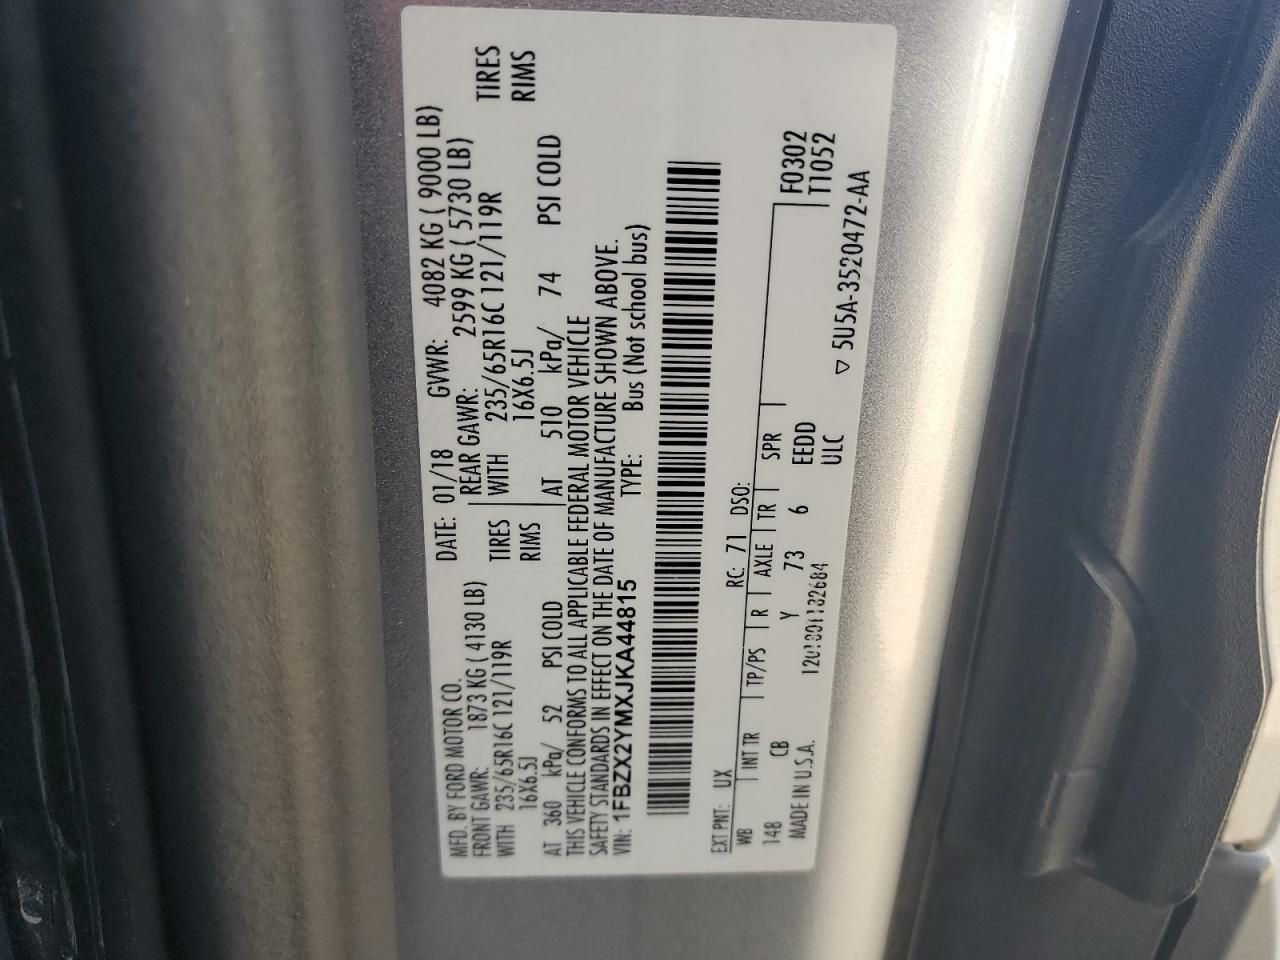 MFD. BY FORD MOTOR CO.
DATE: 01/18 GVWR: 4082 KG ( 9000 LB)
FRONT GAWR: 1873 KG ( 4130 LB)
REAR GAWR: 2599 KG ( 5730 LB)
WITH 235/65R16C 121/119R TIRES
WITH 235/65R16C 121/119R TIRES
16X6.5J RIMS
16X6.5J RIMS
AT 360 kPa/ 52 PSI COLD
AT 510 kPa/ 74 PSI COLD
THIS VEHICLE CONFORMS TO ALL APPLICABLE FEDERAL MOTOR VEHICLE
SAFETY STANDARDS IN EFFECT ON THE DATE OF MANUFACTURE SHOWN ABOVE.
VIN: 1FBZX2YMXJKA44815 TYPE: Bus (Not school bus)
EXT PNT: UX RC: 71 DSO:
WB INT TR TP/PS R AXLE TR SPR F0302
148 CB Y 73 6 EEDD T1052
MADE IN U.S.A. ULC
▽ 5U5A-3520472-AA